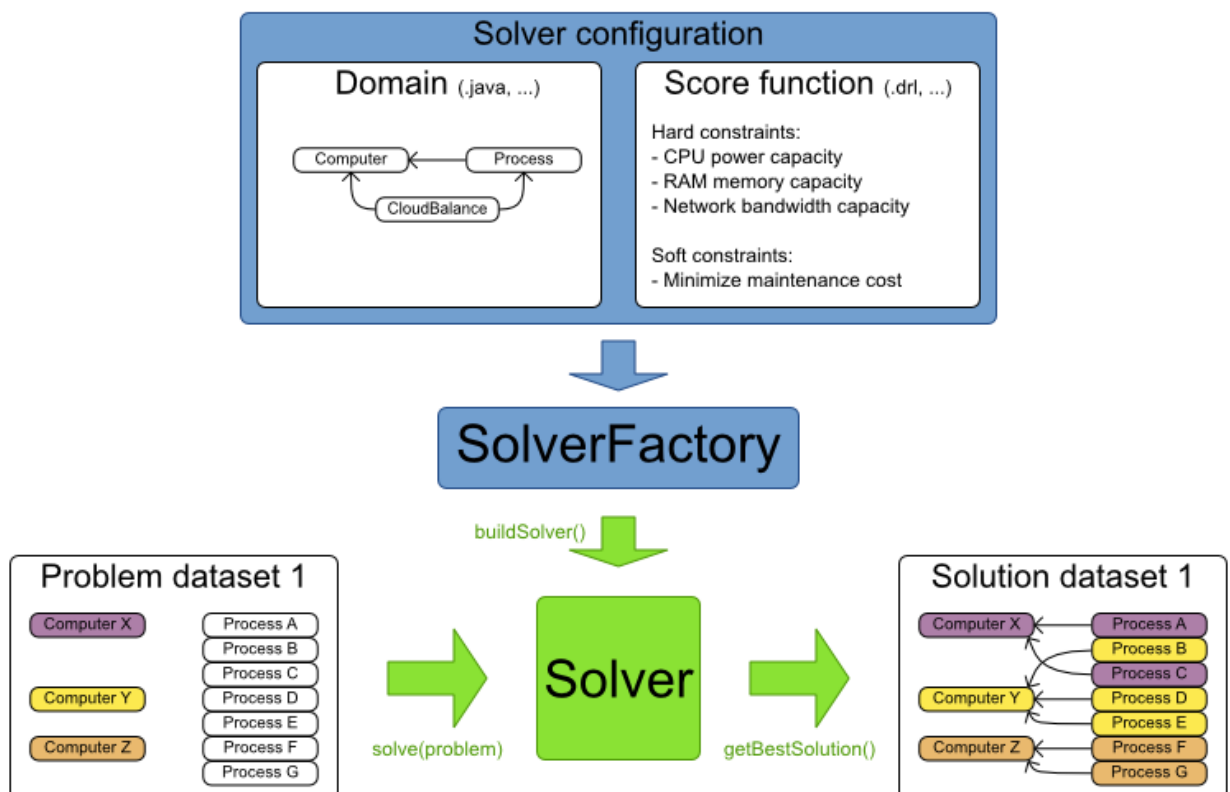 Solver configuration
Domain (.java, ...)
Computer
Process
CloudBalance
Score function (.drl, ...)
Hard constraints:
- CPU power capacity
- RAM memory capacity
- Network bandwidth capacity
Soft constraints:
- Minimize maintenance cost
SolverFactory
buildSolver()
Problem dataset 1
Computer X
Computer Y
Computer Z
Process A
Process B
Process C
Process D
Process E
Process F
Process G
solve(problem)
Solver
getBestSolution()
Solution dataset 1
Computer X
Computer Y
Computer Z
Process A
Process B
Process C
Process D
Process E
Process F
Process G